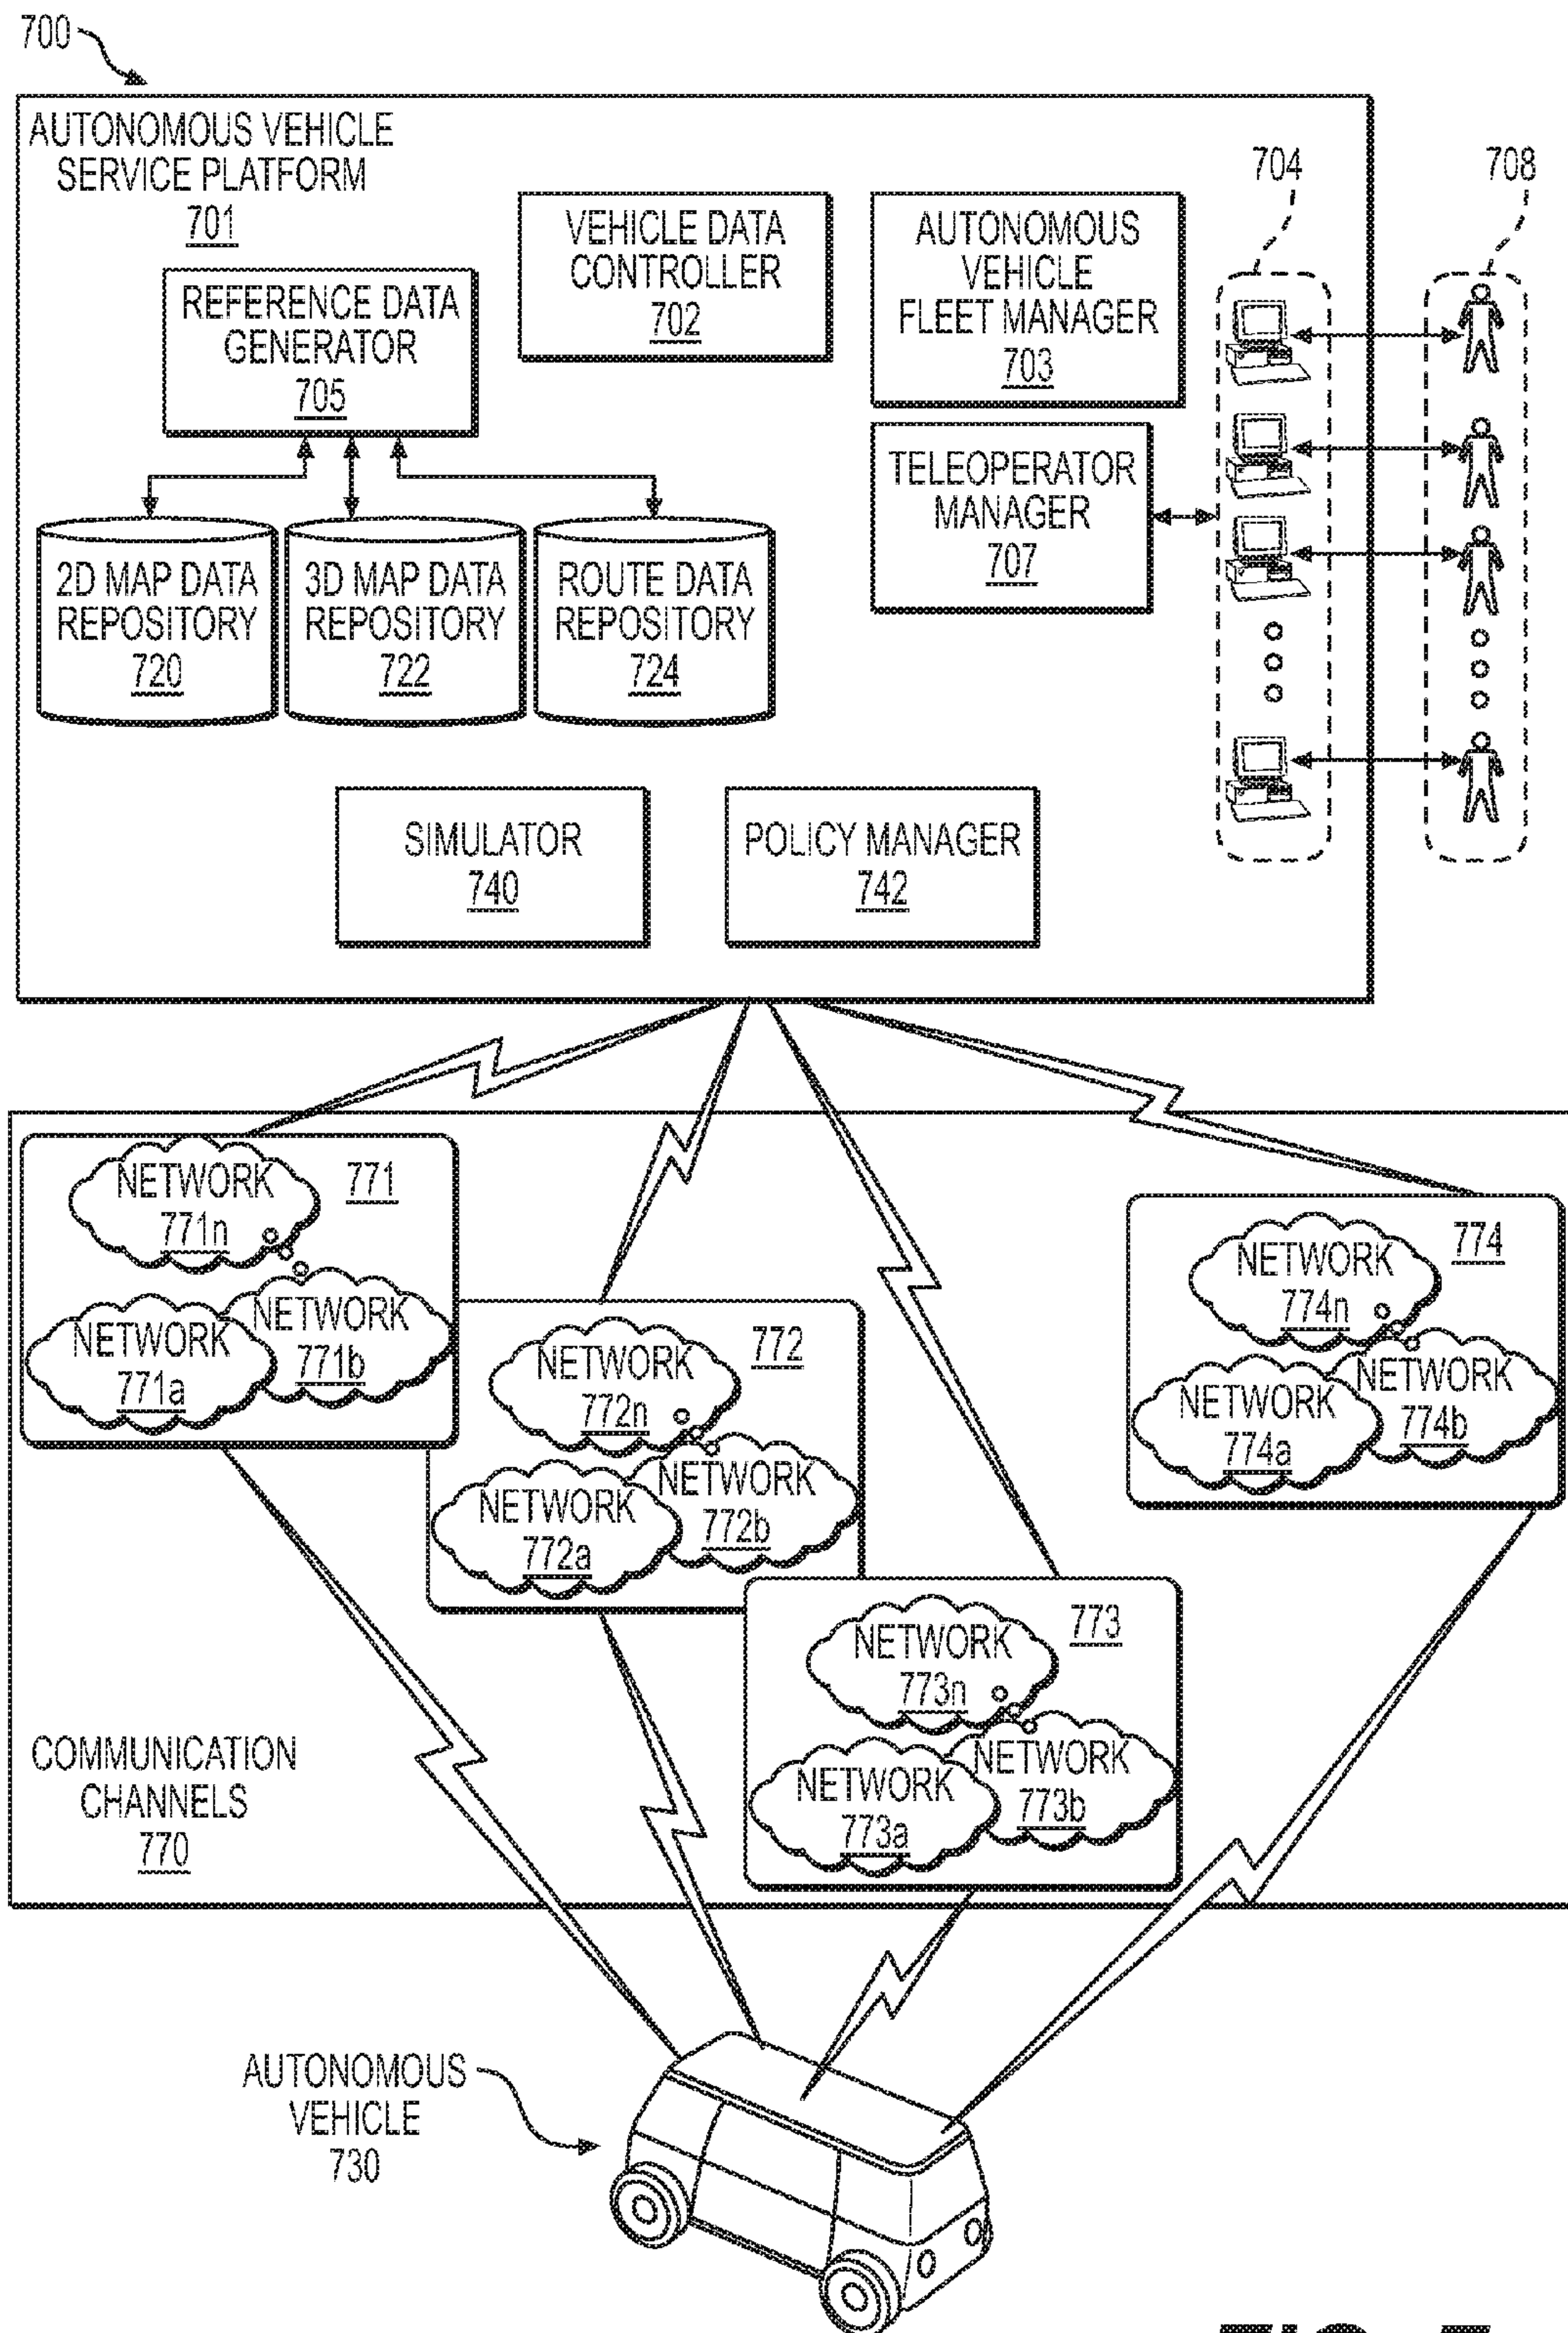 700
AUTONOMOUS VEHICLE
SERVICE PLATFORM
701
VEHICLE DATA
CONTROLLER
702
AUTONOMOUS
VEHICLE
FLEET MANAGER
703
704
708
REFERENCE DATA
GENERATOR
705
TELEOPERATOR
MANAGER
707
2D MAP DATA
REPOSITORY
720
3D MAP DATA
REPOSITORY
722
ROUTE DATA
REPOSITORY
724
SIMULATOR
740
POLICY MANAGER
742
NETWORK
771n
771
NETWORK
771b
NETWORK
771a
NETWORK
772n
772
NETWORK
772b
NETWORK
772a
NETWORK
773n
773
NETWORK
773b
NETWORK
773a
NETWORK
774n
774
NETWORK
774b
NETWORK
774a
COMMUNICATION
CHANNELS
770
AUTONOMOUS
VEHICLE
730